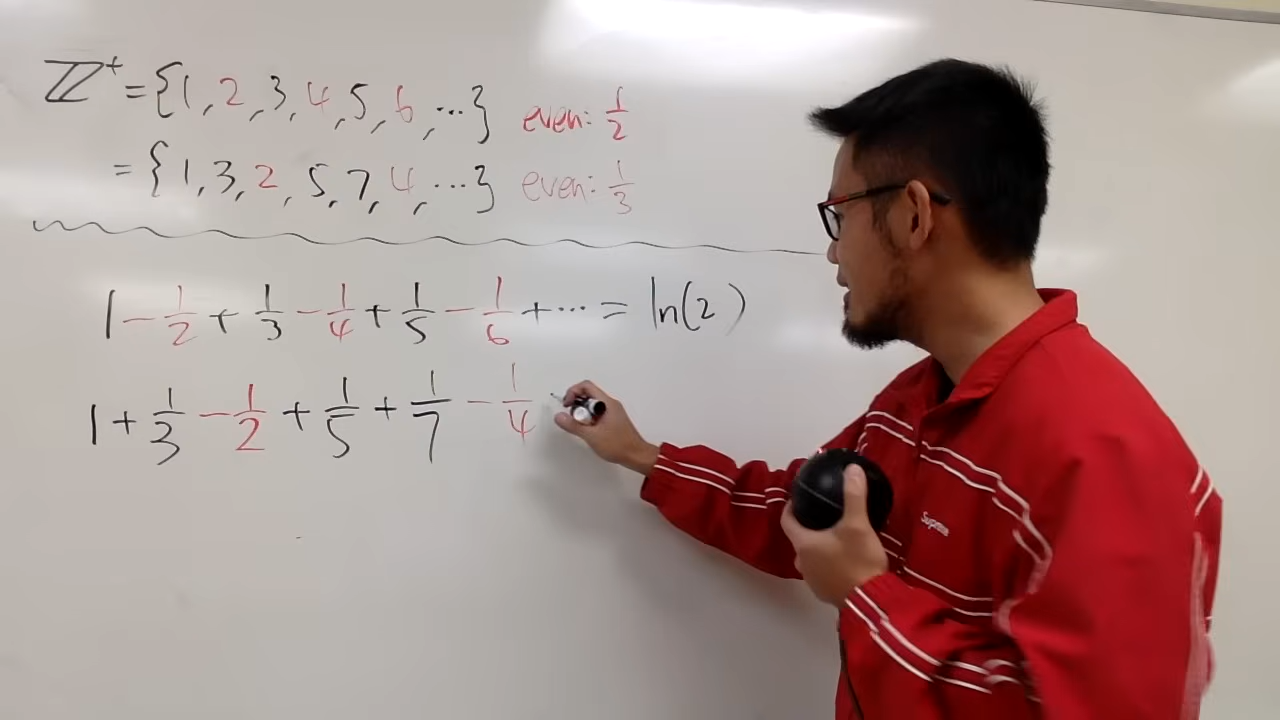 ℤ⁺ = {1, 2, 3, 4, 5, 6, ...} even: 1/2
= {1, 3, 2, 5, 7, 4, ...} even: 1/3
1 - 1/2 + 1/3 - 1/4 + 1/5 - 1/6 + ... = ln(2)
1 + 1/3 - 1/2 + 1/5 + 1/7 - 1/4
Supreme